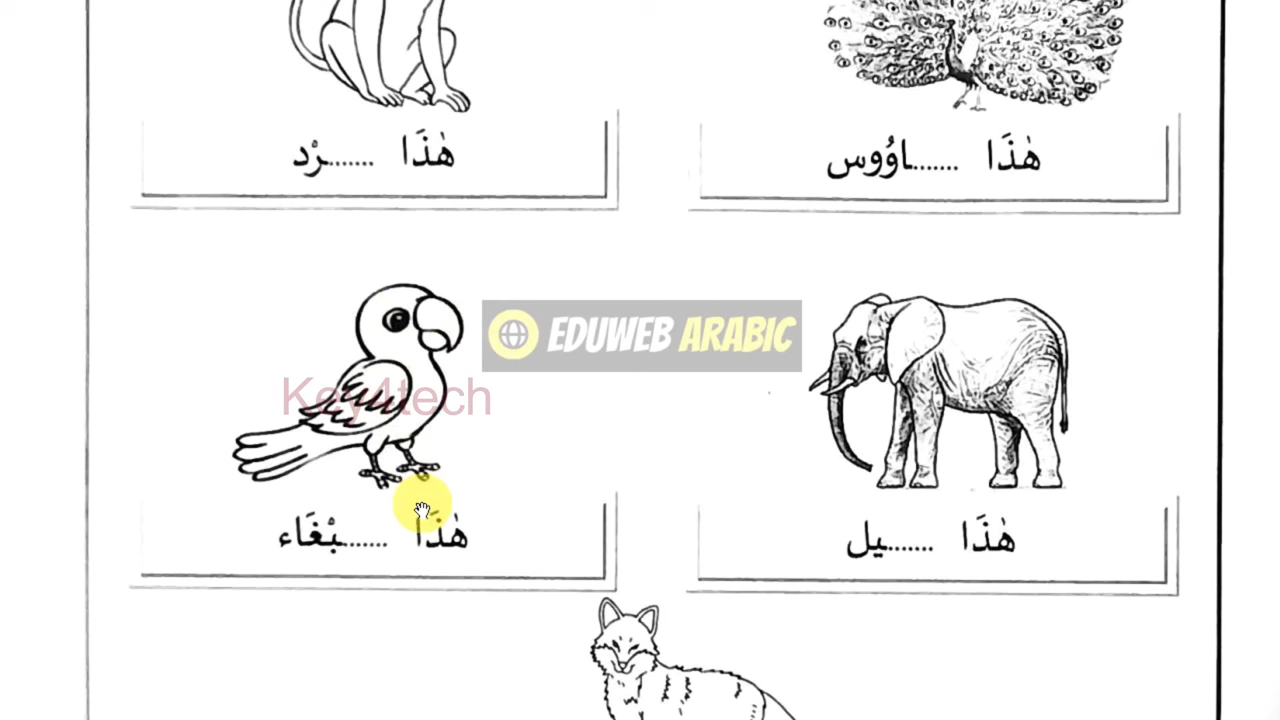 هٰذَا .......اوُوس
هٰذَا .......رْد
EDUWEB ARABIC
Key4tech
هٰذَا .......يل
هٰذَا .......بْغَاء